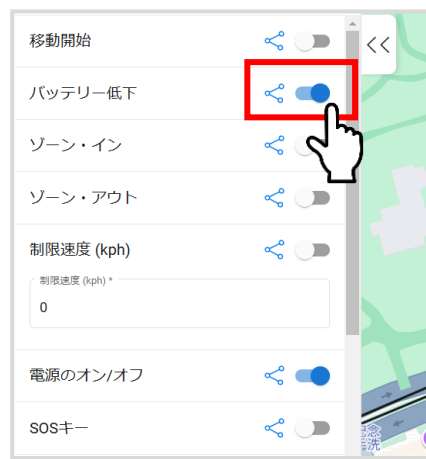 移動開始
<<
バッテリー低下
ゾーン・イン
ゾーン・アウト
制限速度 (kph)
制限速度 (kph) *
0
電源のオン/オフ
SOSキー
念
洗